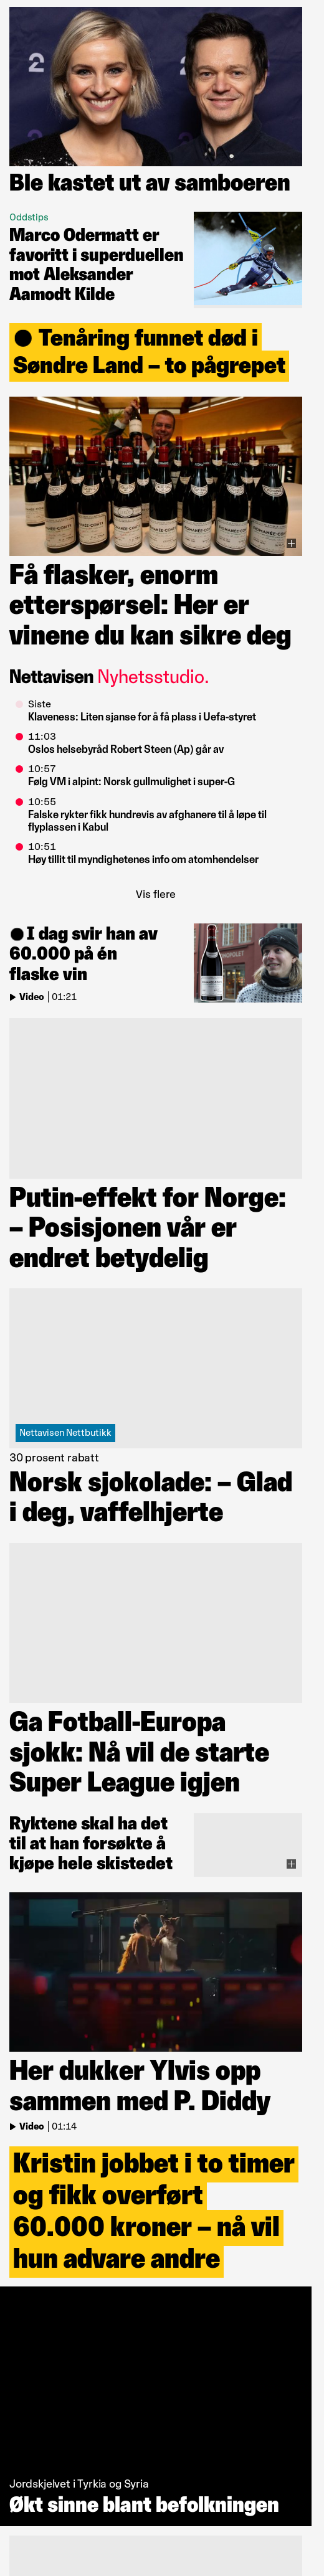 2
2
Ble kastet ut av samboeren
Oddstips
Marco Odermatt er
favoritt i superduellen
mot Aleksander
Aamodt Kilde
● Tenåring funnet død i
Søndre Land – to pågrepet
Få flasker, enorm
etterspørsel: Her er
vinene du kan sikre deg
Nettavisen Nyhetsstudio.
Siste
Klaveness: Liten sjanse for å få plass i Uefa-styret
11:03
Oslos helsebyråd Robert Steen (Ap) går av
10:57
Følg VM i alpint: Norsk gullmulighet i super-G
10:55
Falske rykter fikk hundrevis av afghanere til å løpe til
flyplassen i Kabul
10:51
Høy tillit til myndighetenes info om atomhendelser
Vis flere
● I dag svir han av
60.000 på én
flaske vin
Video | 01:21
Putin-effekt for Norge:
– Posisjonen vår er
endret betydelig
Nettavisen Nettbutikk
30 prosent rabatt
Norsk sjokolade: – Glad
i deg, vaffelhjerte
Ga Fotball-Europa
sjokk: Nå vil de starte
Super League igjen
Ryktene skal ha det
til at han forsøkte å
kjøpe hele skistedet
Her dukker Ylvis opp
sammen med P. Diddy
Video | 01:14
Kristin jobbet i to timer
og fikk overført
60.000 kroner – nå vil
hun advare andre
Jordskjelvet i Tyrkia og Syria
Økt sinne blant befolkningen